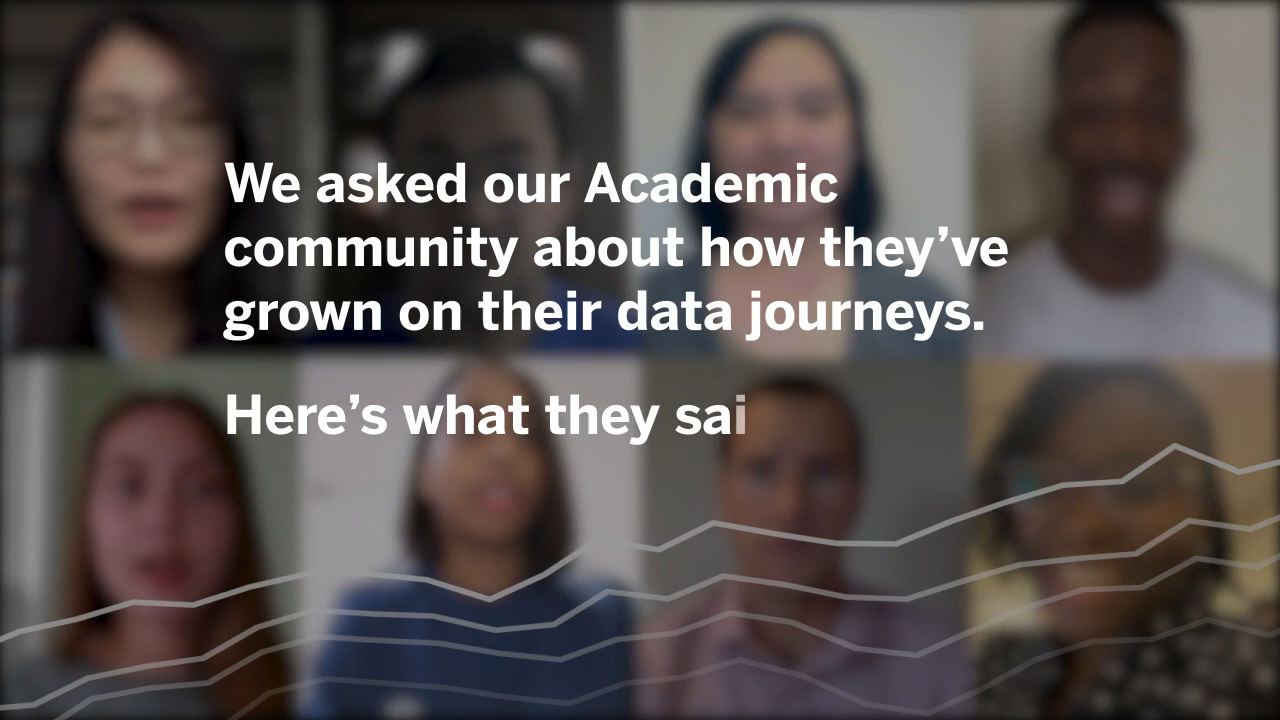 We asked our Academic
community about how they’ve
grown on their data journeys.
Here’s what they sai